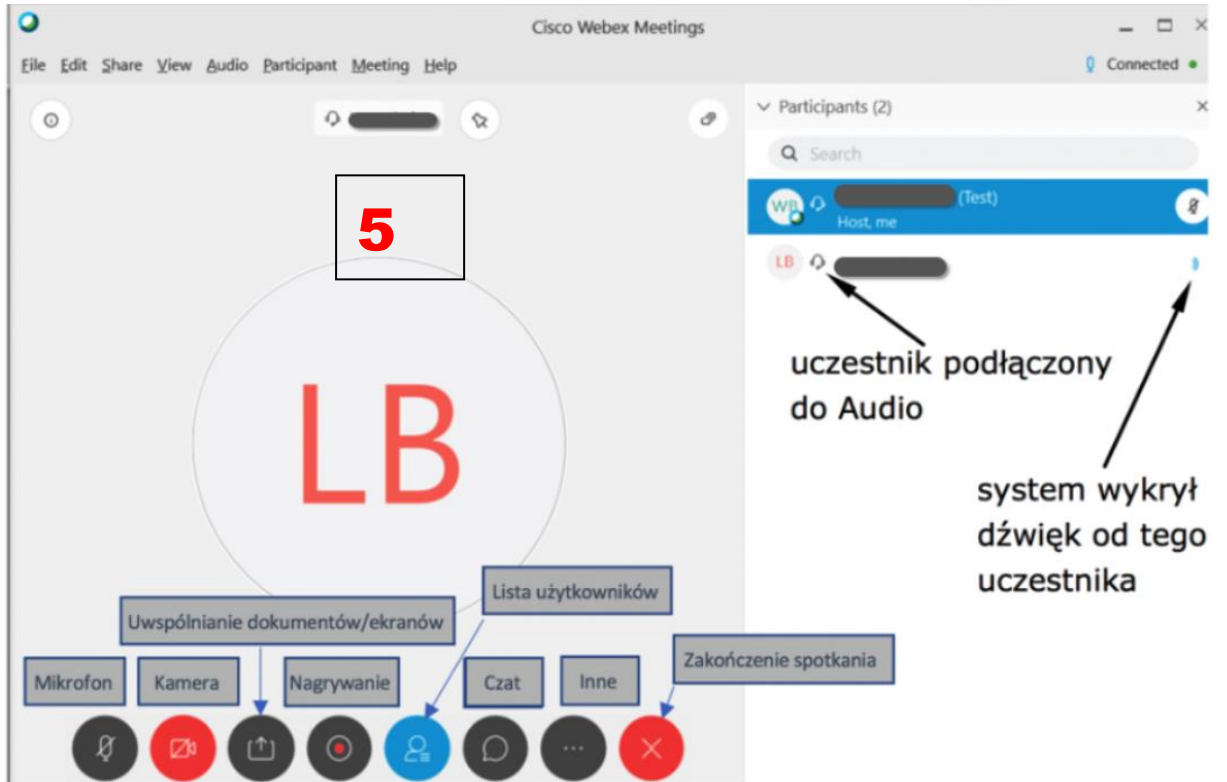 Cisco Webex Meetings
File Edit Share View Audio Participant Meeting Help
Connected
Participants (2)
Search
WB
(Test)
Host, me
LB
5
LB
uczestnik podłączony
do Audio
system wykrył
dźwięk od tego
uczestnika
Lista użytkowników
Uwspólnianie dokumentów/ekranów
Zakończenie spotkania
Mikrofon
Kamera
Nagrywanie
Czat
Inne